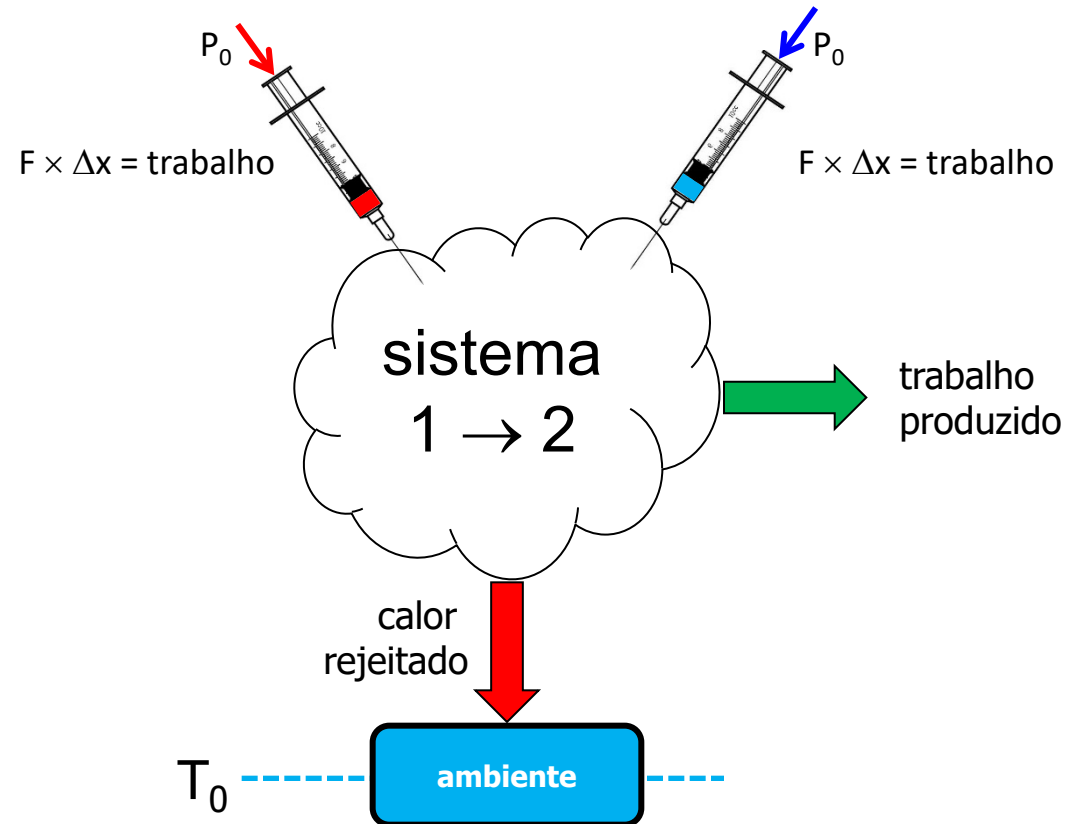 P₀
P₀
F × Δx = trabalho
F × Δx = trabalho
sistema
1 → 2
trabalho
produzido
calor
rejeitado
T₀
ambiente